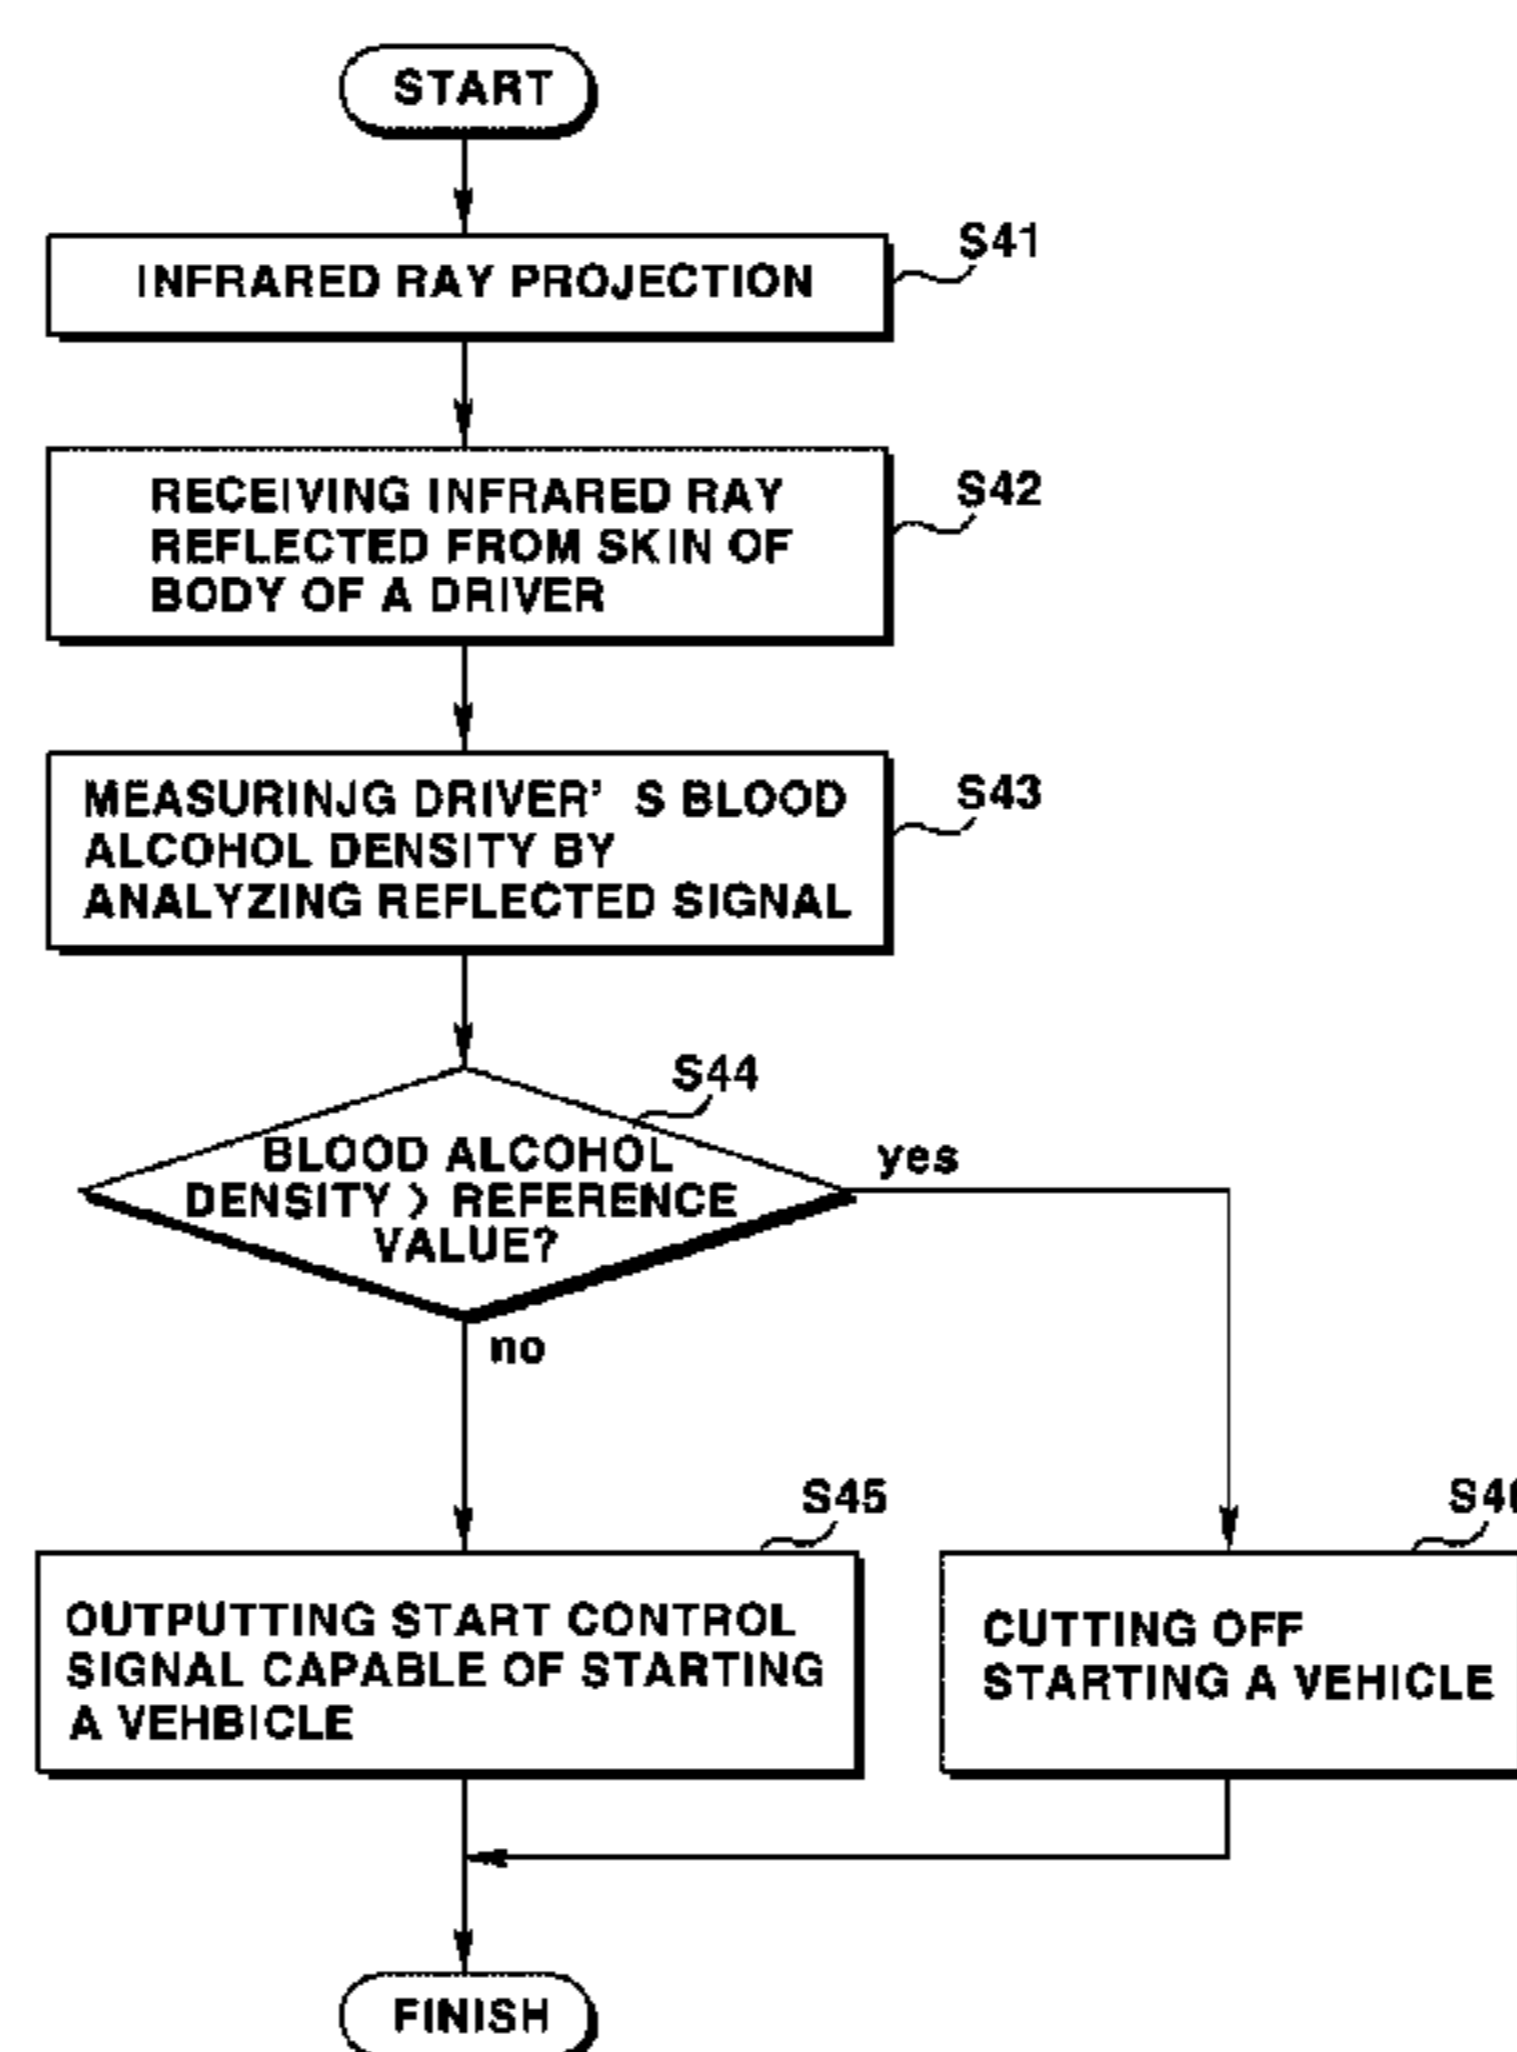 START
INFRARED RAY PROJECTION
S41
RECEIVING INFRARED RAY
REFLECTED FROM SKIN OF
BODY OF A DRIVER
S42
MEASURINJG DRIVER' S BLOOD
ALCOHOL DENSITY BY
ANALYZING REFLECTED SIGNAL
S43
S44
BLOOD ALCOHOL
DENSITY > REFERENCE
VALUE?
yes
no
S45
OUTPUTTING START CONTROL
SIGNAL CAPABLE OF STARTING
A VEHBICLE
CUTTING OFF
STARTING A VEHICLE
FINISH